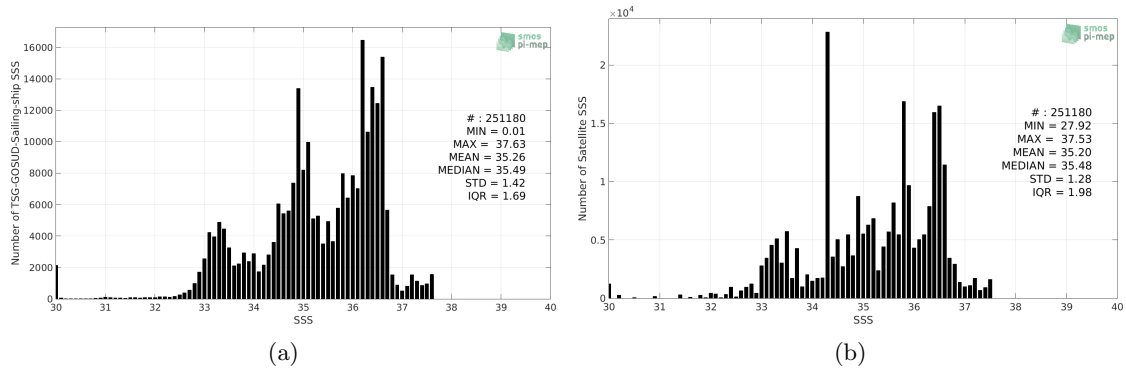 smos
pi-mep
Number of TSG-GOSUD-Sailing-ship SSS
16000
14000
12000
10000
8000
6000
4000
2000
0
# : 251180
MIN = 0.01
MAX = 37.63
MEAN = 35.26
MEDIAN = 35.49
STD = 1.42
IQR = 1.69
30 31 32 33 34 35 36 37 38 39 40
SSS
(a)
×10⁴
smos
pi-mep
Number of Satellite SSS
2
1.5
1
0.5
0
# : 251180
MIN = 27.92
MAX = 37.53
MEAN = 35.20
MEDIAN = 35.48
STD = 1.28
IQR = 1.98
30 31 32 33 34 35 36 37 38 39 40
SSS
(b)